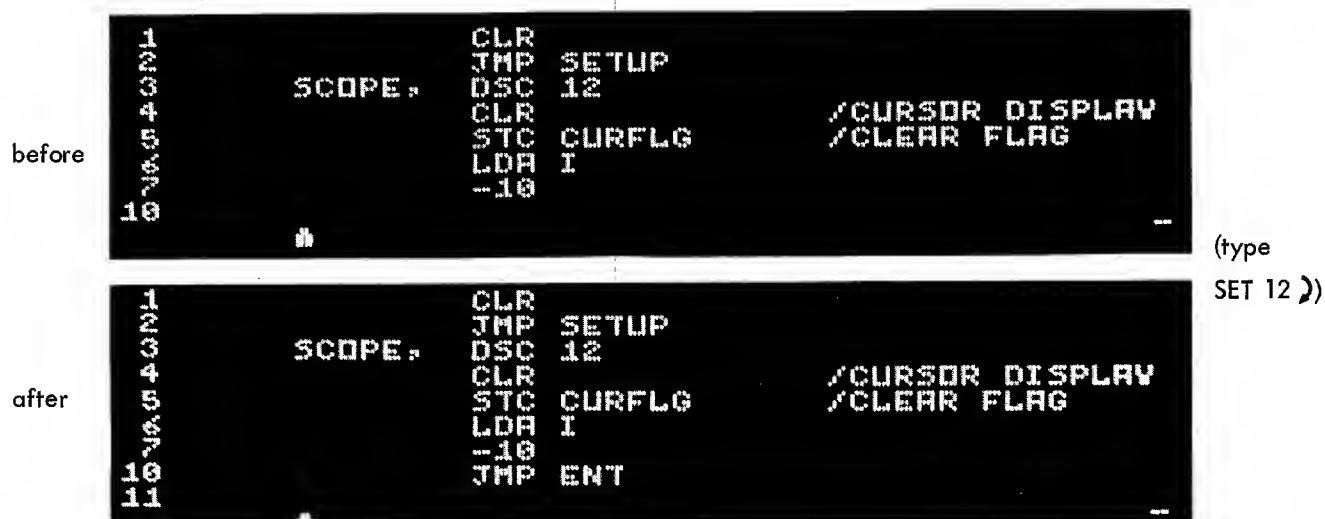 before
1 CLR
2 JMP SETUP
3 SCOPE, DSC 12
4 CLR /CURSOR DISPLAY
5 STC CURFLG /CLEAR FLAG
6 LDA I
7 -10
10
(type
SET 12 )
after
1 CLR
2 JMP SETUP
3 SCOPE, DSC 12
4 CLR /CURSOR DISPLAY
5 STC CURFLG /CLEAR FLAG
6 LDA I
7 -10
10 JMP ENT
11